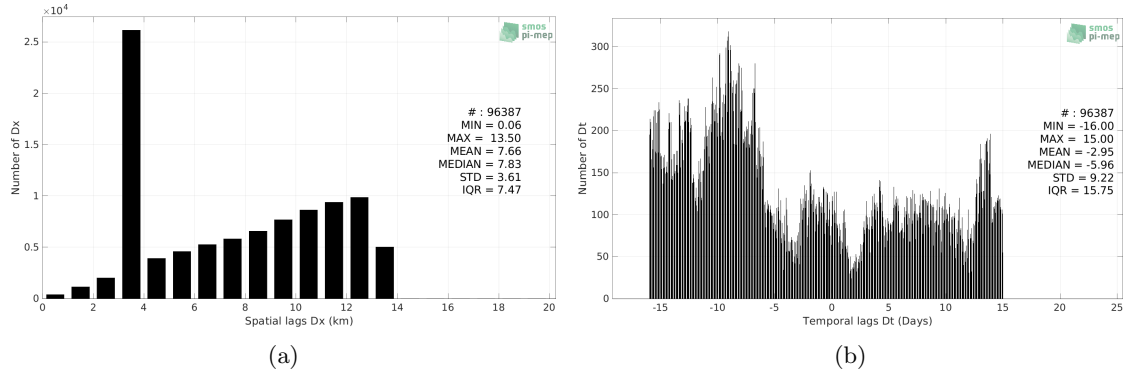 ×10⁴
2.5
2
1.5
1
0.5
0
Number of Dx
0 2 4 6 8 10 12 14 16 18 20
Spatial lags Dx (km)
smos
pi-mep
# : 96387
MIN = 0.06
MAX = 13.50
MEAN = 7.66
MEDIAN = 7.83
STD = 3.61
IQR = 7.47
(a)
300
250
200
150
100
50
0
Number of Dt
-15 -10 -5 0 5 10 15 20 25
Temporal lags Dt (Days)
smos
pi-mep
# : 96387
MIN = -16.00
MAX = 15.00
MEAN = -2.95
MEDIAN = -5.96
STD = 9.22
IQR = 15.75
(b)